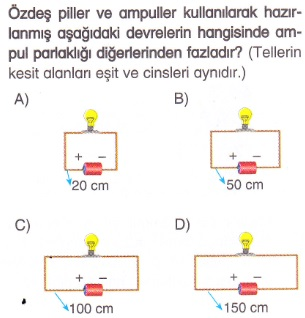 Özdeş piller ve ampuller kullanılarak hazır-
lanmış aşağıdaki devrelerin hangisinde am-
pul parlaklığı diğerlerinden fazladır? (Tellerin
kesit alanları eşit ve cinsleri aynıdır.)
A) B)
+ − + −
20 cm 50 cm
C) D)
+ − + −
100 cm 150 cm